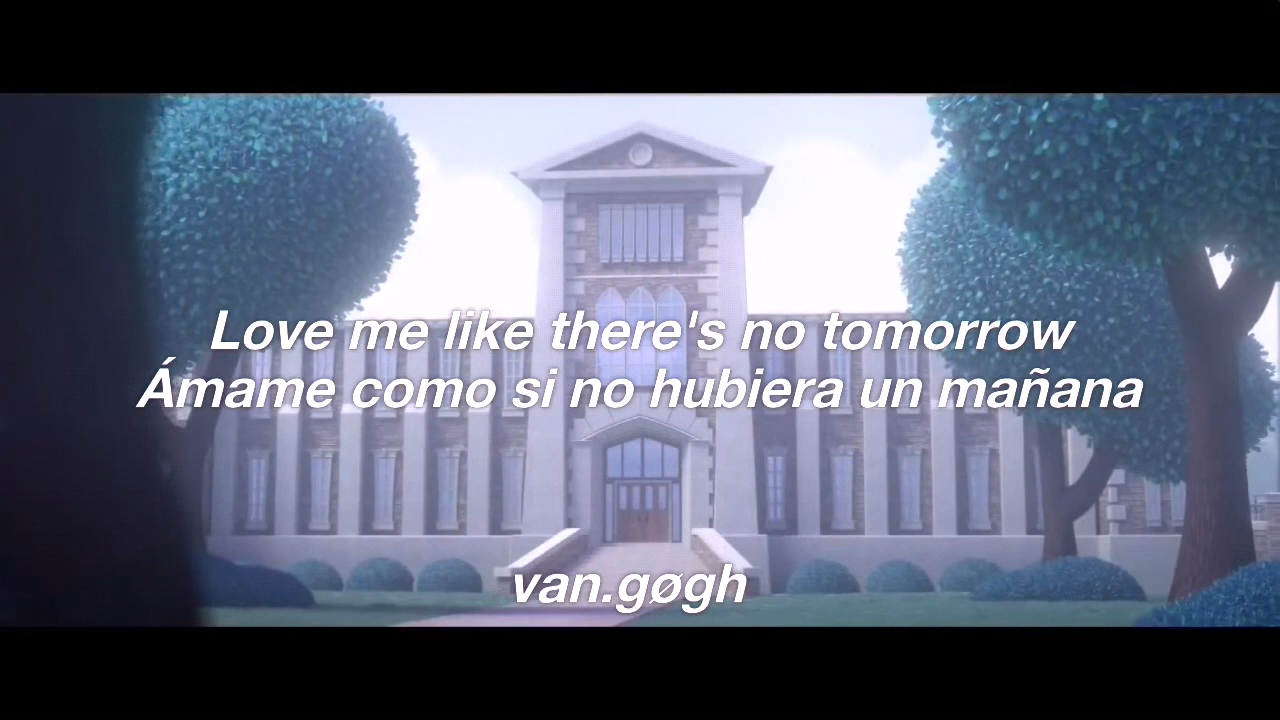 Love me like there's no tomorrow
Ámame como si no hubiera un mañana
van.gøgh